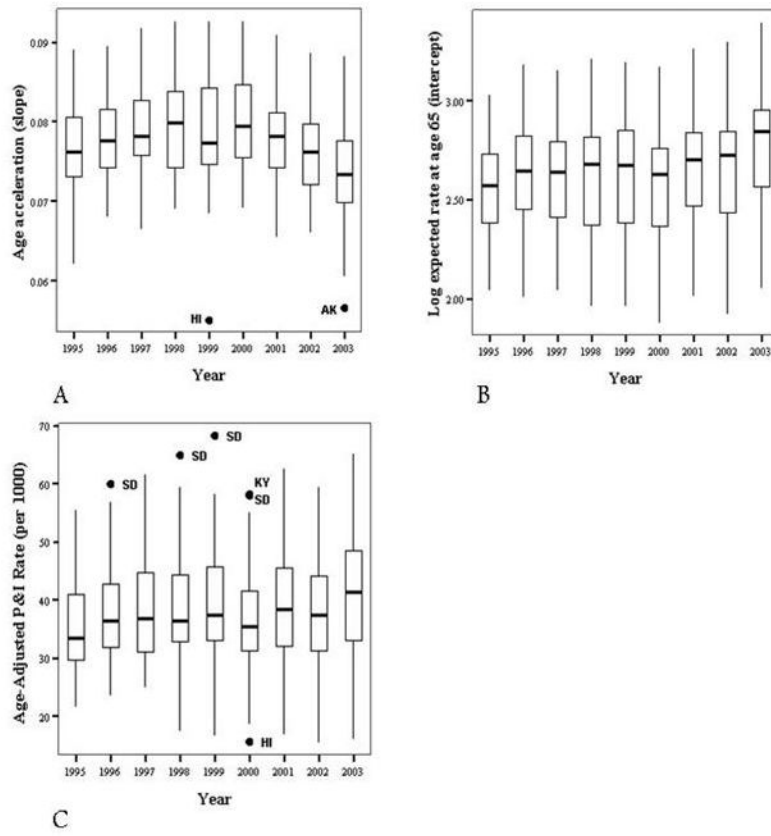 Age acceleration (slope)
0.09
0.08
0.07
0.06
HI
AK
1995 1996 1997 1998 1999 2000 2001 2002 2003
Year
A
Log expected rate at age 65 (intercept)
3.00
2.50
2.00
1995 1996 1997 1998 1999 2000 2001 2002 2003
Year
B
Age-Adjusted P&I Rate (per 1000)
70
60
50
40
30
20
SD
SD
SD
KY
SD
HI
1995 1996 1997 1998 1999 2000 2001 2002 2003
Year
C